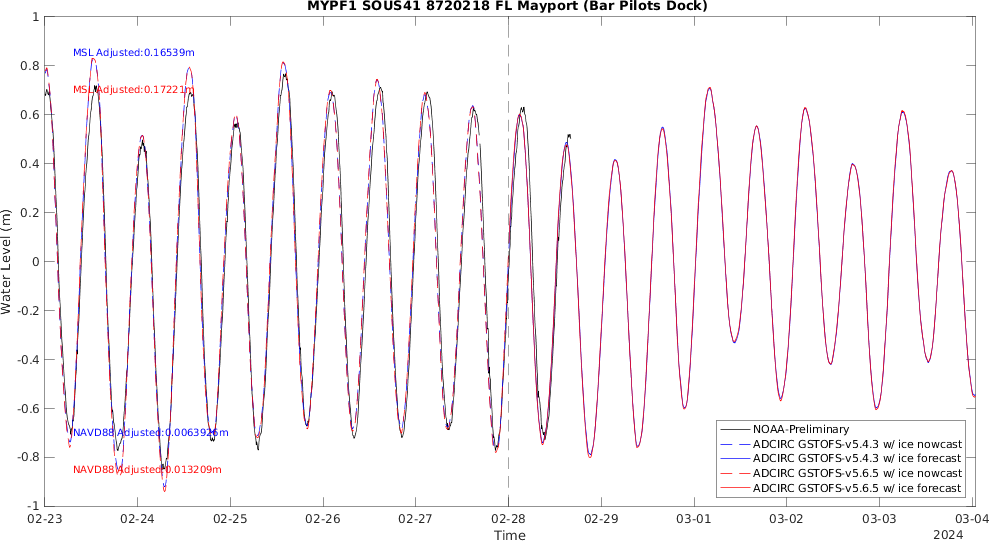 MYPF1 SOUS41 8720218 FL Mayport (Bar Pilots Dock)
1
0.8
0.6
0.4
0.2
0
-0.2
-0.4
-0.6
-0.8
-1
Water Level (m)
MSL Adjusted:0.16539m
MSL Adjusted:0.17221m
NAVD88 Adjusted:0.0063926m
NAVD88 Adjusted:0.013209m
NOAA-Preliminary
ADCIRC GSTOFS-v5.4.3 w/ ice nowcast
ADCIRC GSTOFS-v5.4.3 w/ ice forecast
ADCIRC GSTOFS-v5.6.5 w/ ice nowcast
ADCIRC GSTOFS-v5.6.5 w/ ice forecast
02-23 02-24 02-25 02-26 02-27 02-28 02-29 03-01 03-02 03-03 03-04
Time
2024